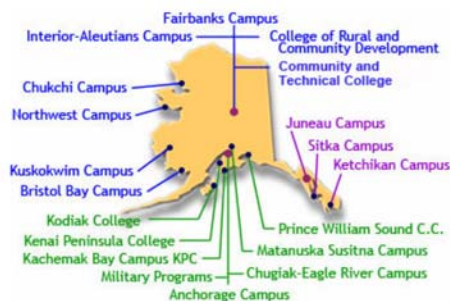 Fairbanks Campus
Interior-Aleutians Campus
College of Rural and
Community Development
Community and
Technical College
Chukchi Campus
Northwest Campus
Juneau Campus
Sitka Campus
Ketchikan Campus
Kuskokwim Campus
Bristol Bay Campus
Kodiak College
Prince William Sound C.C.
Kenai Peninsula College
Matanuska Susitna Campus
Kachemak Bay Campus KPC
Military Programs
Chugiak-Eagle River Campus
Anchorage Campus